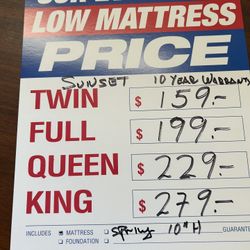 LOW MATTRESS
PRICE
SUNSET 10 YEAR WARRANTY
TWIN $ 159.-
FULL $ 199.-
QUEEN $ 229.-
KING $ 279.-
INCLUDES MATTRESS Spring 10" H
FOUNDATION